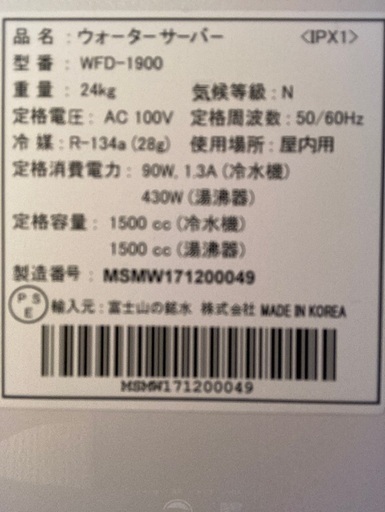 品 名 : ウォーターサーバー <IPX1>
型 番 : WFD-1900
重 量 : 24kg 気候等級 : N
定格電圧 : AC 100V 定格周波数 : 50/60Hz
冷 媒 : R-134a (28g) 使用場所 : 屋内用
定格消費電力 : 90W, 1.3A (冷水機)
430W (湯沸器)
定格容量 : 1500 cc (冷水機)
1500 cc (湯沸器)
製造番号 : MSMW171200049
PSE 輸入元 : 富士山の銘水 株式会社 MADE IN KOREA
MSMW171200049